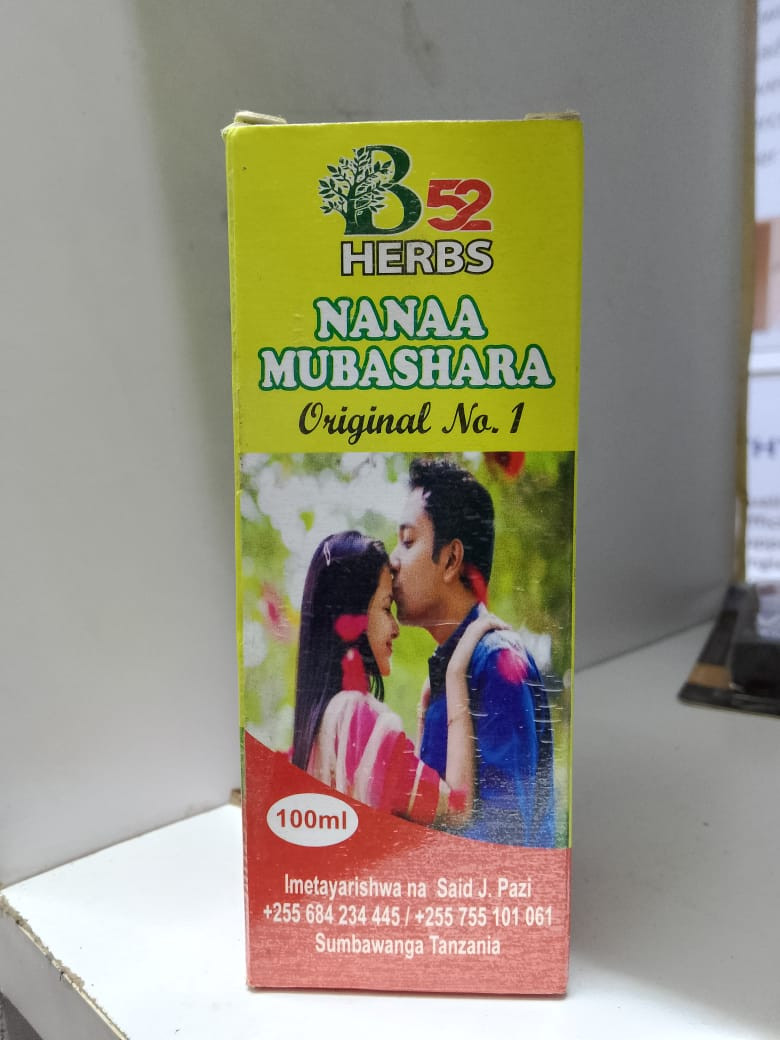 B52
HERBS
NANAA
MUBASHARA
Original No. 1
100ml
Imetayarishwa na Said J. Pazi
+255 684 234 445 / +255 755 101 061
Sumbawanga Tanzania